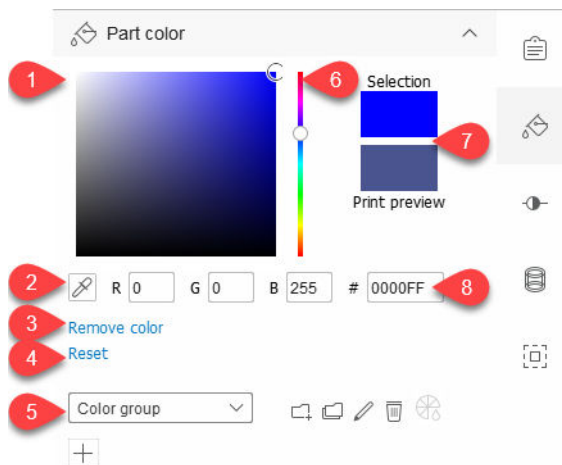 Part color
1
6
Selection
7
Print preview
2
R 0 G 0 B 255 # 0000FF
8
3
Remove color
4
Reset
5
Color group